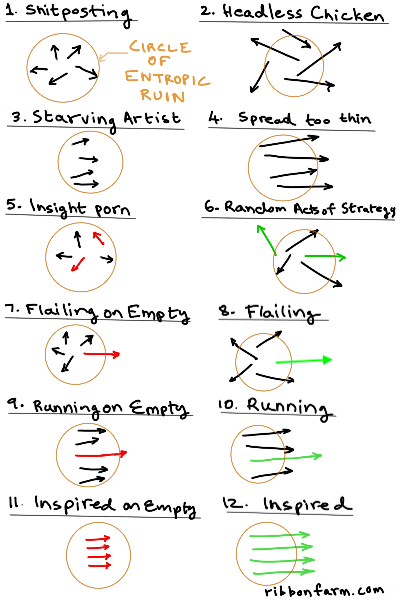 1. Shitposting
2. Headless Chicken
CIRCLE
OF
ENTROPIC
RUIN
3. Starving Artist
4. Spread too thin
5. Insight porn
6. Random Acts of Strategy
7. Flailing on Empty
8. Flailing
9. Running on Empty
10. Running
11. Inspired on Empty
12. Inspired
ribbonfarm.com